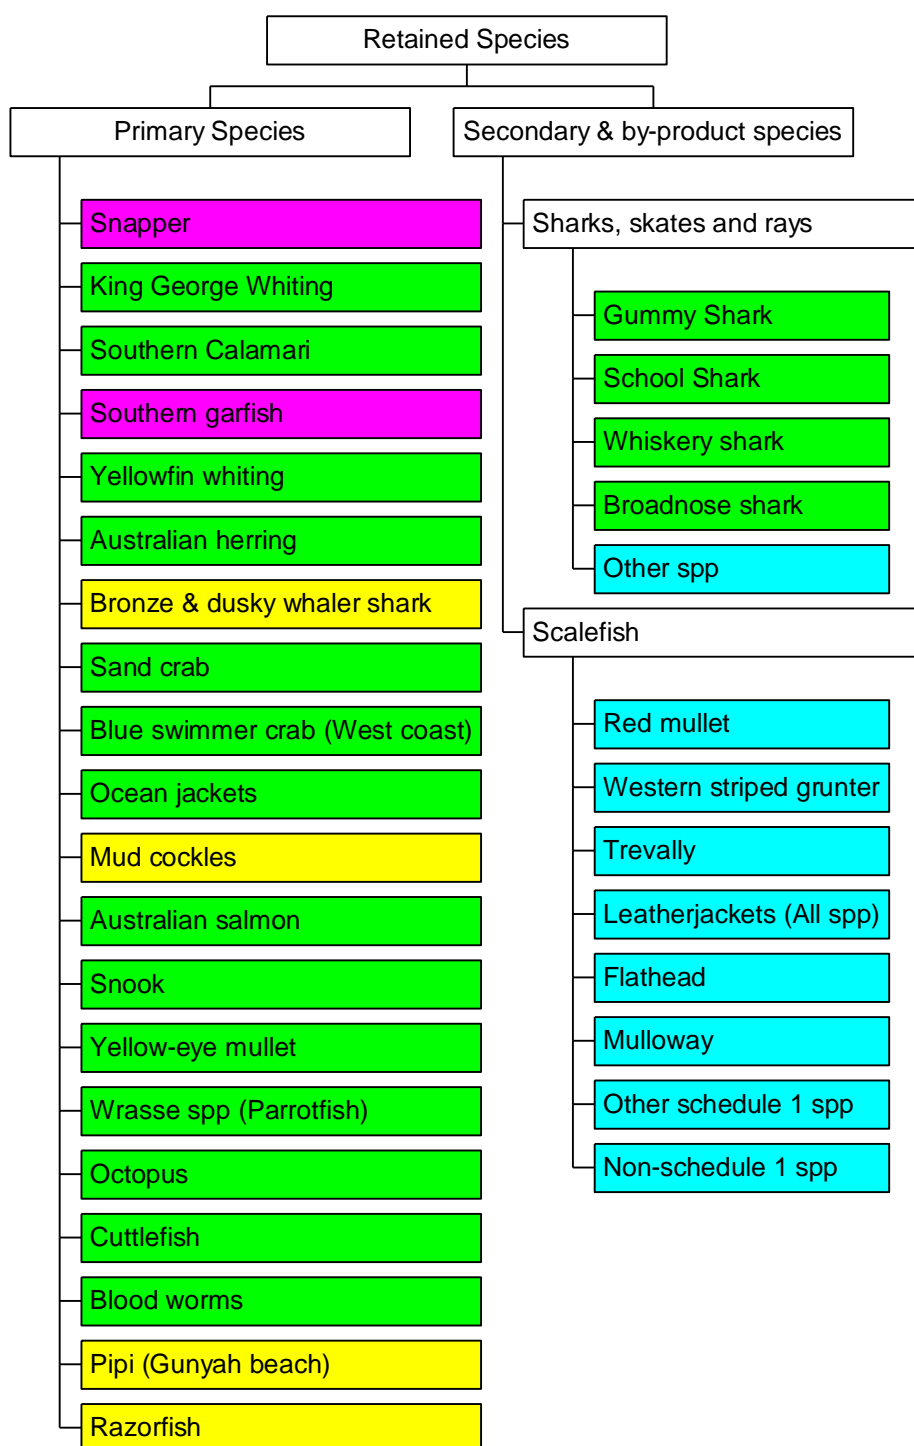 Retained Species
Primary Species
Snapper
King George Whiting
Southern Calamari
Southern garfish
Yellowfin whiting
Australian herring
Bronze & dusky whaler shark
Sand crab
Blue swimmer crab (West coast)
Ocean jackets
Mud cockles
Australian salmon
Snook
Yellow-eye mullet
Wrasse spp (Parrotfish)
Octopus
Cuttlefish
Blood worms
Pipi (Gunyah beach)
Razorfish
Secondary & by-product species
Sharks, skates and rays
Gummy Shark
School Shark
Whiskery shark
Broadnose shark
Other spp
Scalefish
Red mullet
Western striped grunter
Trevally
Leatherjackets (All spp)
Flathead
Mulloway
Other schedule 1 spp
Non-schedule 1 spp